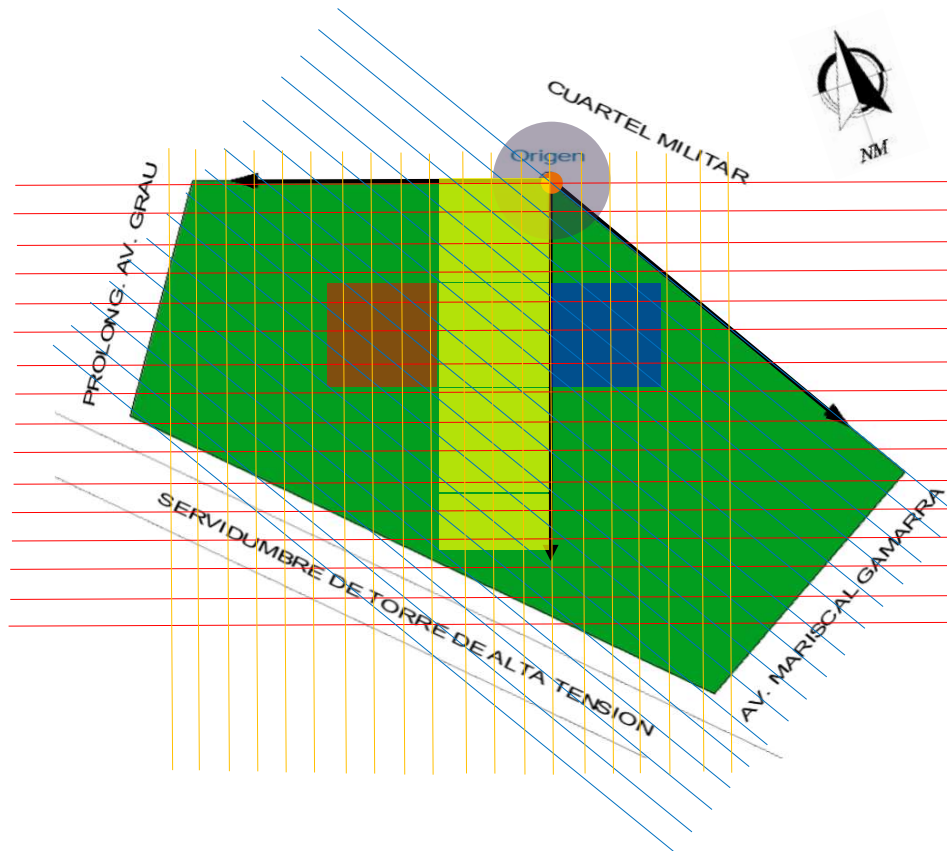 CUARTEL MILITAR
Origen
NM
PROLONG. AV. GRAU
SERVIDUMBRE DE TORRE DE ALTA TENSION
AV. MARISCAL GAMARRA